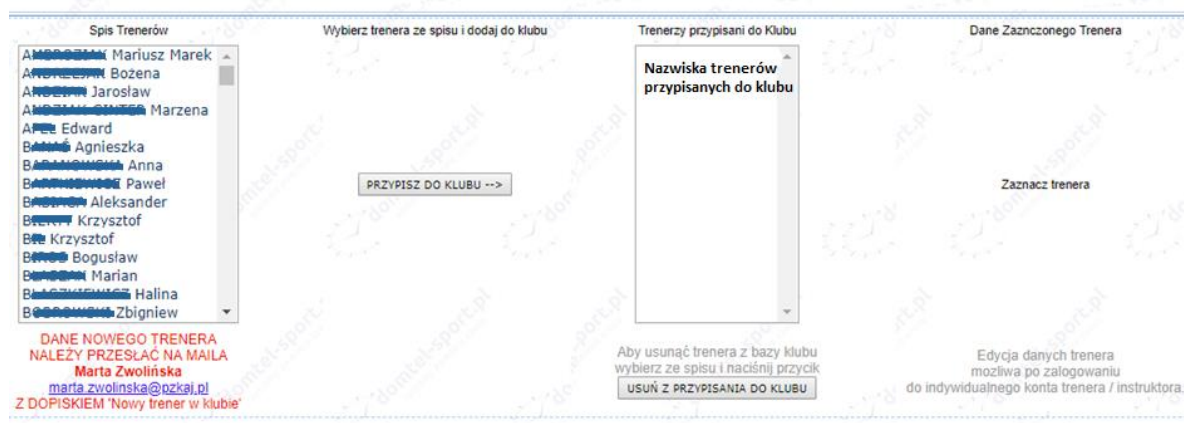 Spis Trenerów
Mariusz Marek
Bożena
Jarosław
Marzena
Edward
Agnieszka
Anna
Paweł
Aleksander
Krzysztof
Krzysztof
Bogusław
Marian
Halina
Zbigniew
DANE NOWEGO TRENERA
NALEŻY PRZESŁAĆ NA MAILA
Marta Zwolińska
marta.zwolinska@pzkaj.pl
Z DOPISKIEM 'Nowy trener w klubie'
Wybierz trenera ze spisu i dodaj do klubu
PRZYPISZ DO KLUBU -->
Trenerzy przypisani do Klubu
Nazwiska trenerów
przypisanych do klubu
Aby usunąć trenera z bazy klubu
wybierz ze spisu i naciśnij przycik
USUŃ Z PRZYPISANIA DO KLUBU
Dane Zaznczonego Trenera
Zaznacz trenera
Edycja danych trenera
mozliwa po zalogowaniu
do indywidualnego konta trenera / instruktora.
domtel-sport.pl